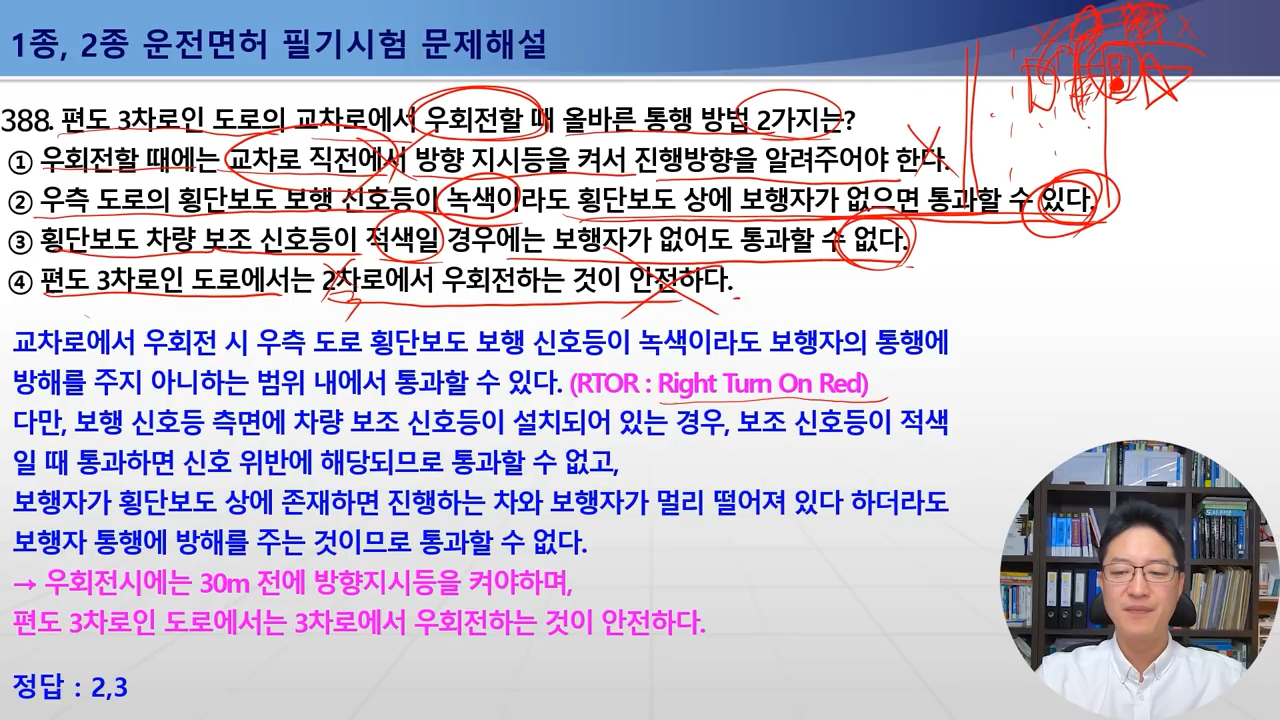 1종, 2종 운전면허 필기시험 문제해설
388. 편도 3차로인 도로의 교차로에서 우회전할 때 올바른 통행 방법 2가지는?
① 우회전할 때에는 교차로 직전에서 방향 지시등을 켜서 진행방향을 알려주어야 한다.
② 우측 도로의 횡단보도 보행 신호등이 녹색이라도 횡단보도 상에 보행자가 없으면 통과할 수 있다.
③ 횡단보도 차량 보조 신호등이 적색일 경우에는 보행자가 없어도 통과할 수 없다.
④ 편도 3차로인 도로에서는 2차로에서 우회전하는 것이 안전하다.
3
교차로에서 우회전 시 우측 도로 횡단보도 보행 신호등이 녹색이라도 보행자의 통행에
방해를 주지 아니하는 범위 내에서 통과할 수 있다. (RTOR : Right Turn On Red)
다만, 보행 신호등 측면에 차량 보조 신호등이 설치되어 있는 경우, 보조 신호등이 적색
일 때 통과하면 신호 위반에 해당되므로 통과할 수 없고,
보행자가 횡단보도 상에 존재하면 진행하는 차와 보행자가 멀리 떨어져 있다 하더라도
보행자 통행에 방해를 주는 것이므로 통과할 수 없다.
→ 우회전시에는 30m 전에 방향지시등을 켜야하며,
편도 3차로인 도로에서는 3차로에서 우회전하는 것이 안전하다.
정답 : 2,3